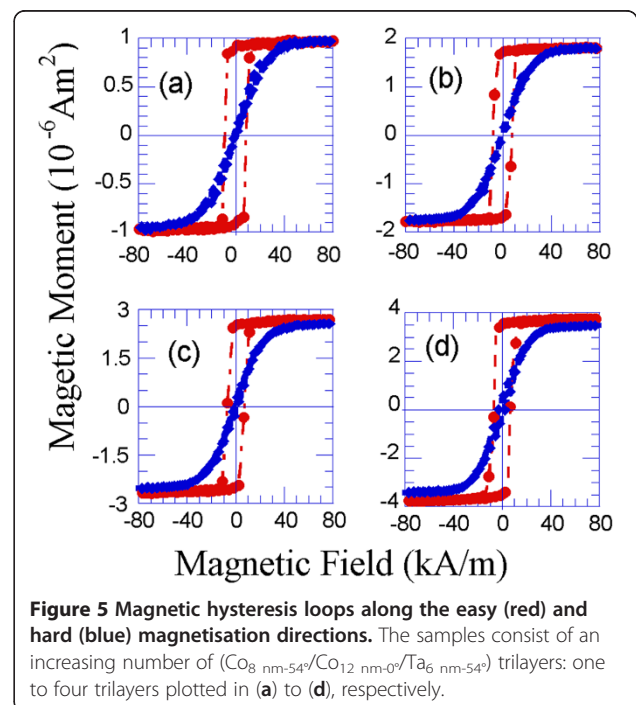 1
0.5
0
-0.5
-1
(a)
-80 -40 0 40 80
2
1
0
-1
-2
(b)
-80 -40 0 40 80
3
1.5
0
-1.5
-3
(c)
-80 -40 0 40 80
4
2
0
-2
-4
(d)
-80 -40 0 40 80
Magetic Moment (10⁻⁶ Am²)
Magnetic Field (kA/m)
Figure 5 Magnetic hysteresis loops along the easy (red) and
hard (blue) magnetisation directions. The samples consist of an
increasing number of (Co₈ nm-54°/Co₁₂ nm-0°/Ta₆ nm-54°) trilayers: one
to four trilayers plotted in (a) to (d), respectively.